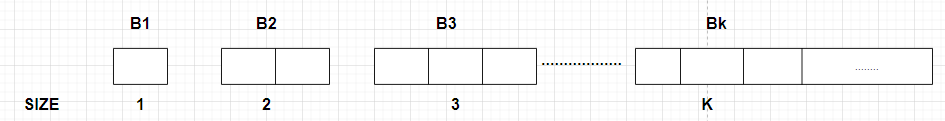 B1 B2 B3 Bk
.................. ........
SIZE 1 2 3 K